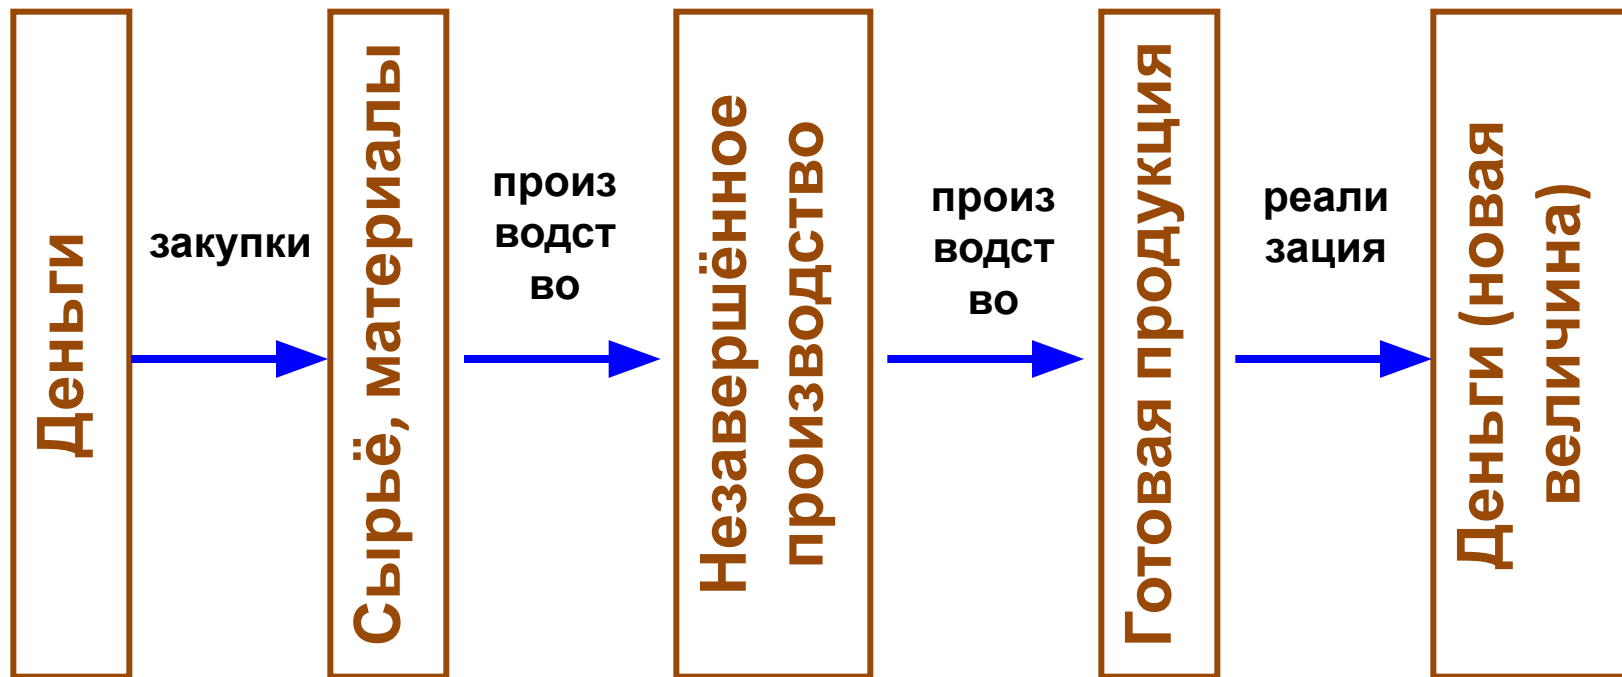 Деньги
закупки
Сырьё, материалы
произ
водст
во
Незавершённое
производство
произ
водст
во
Готовая продукция
реали
зация
Деньги (новая
величина)